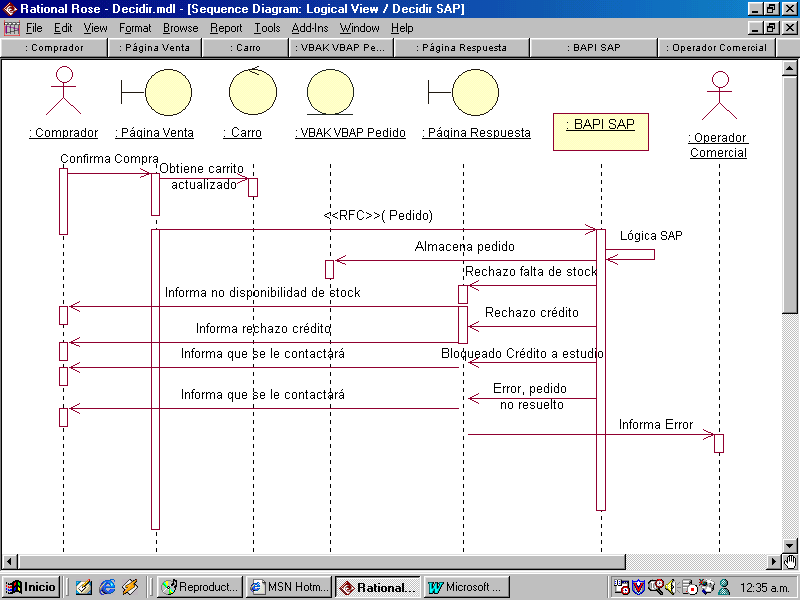 Rational Rose - Decidir.mdl - [Sequence Diagram: Logical View / Decidir SAP]
File Edit View Format Browse Report Tools Add-Ins Window Help
: Comprador : Página Venta : Carro : VBAK VBAP Pe... : Página Respuesta : BAPI SAP : Operador Comercial
: Comprador : Página Venta : Carro : VBAK VBAP Pedido : Página Respuesta : BAPI SAP : Operador
Comercial
Confirma Compra
Obtiene carrito
actualizado
<<RFC>>( Pedido)
Lógica SAP
Almacena pedido
Rechazo falta de stock
Informa no disponibilidad de stock
Rechazo crédito
Informa rechazo crédito
Informa que se le contactará
Bloqueado Crédito a estudio
Error, pedido
no resuelto
Informa que se le contactará
Informa Error
Inicio Reproduct... MSN Hotm... Rational... Microsoft ... 12:35 a.m.